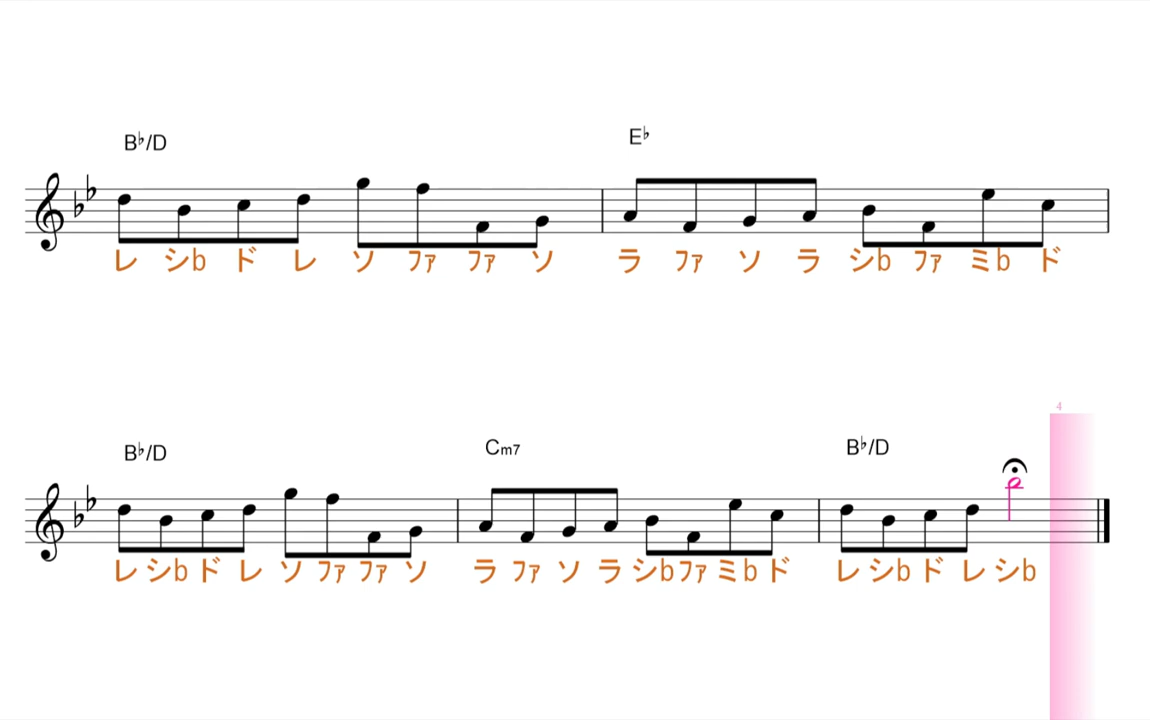 B♭/D E♭
レ シb ド レ ソ ファ ファ ソ ラ ファ ソ ラ シb ファ ミb ド
4
B♭/D Cm7 B♭/D
レ シb ド レ ソ ファ ファ ソ ラ ファ ソ ラ シb ファ ミb ド レ シb ド レ シb